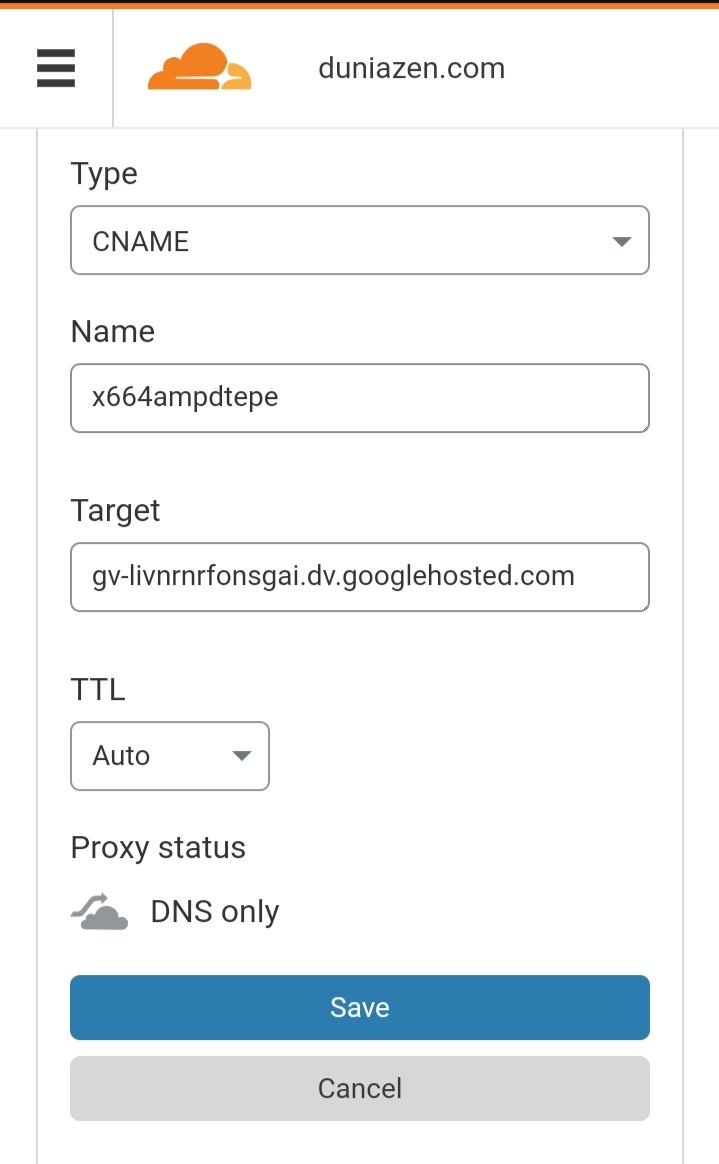 duniazen.com
Type
CNAME
Name
x664ampdtepe
Target
gv-livnrnrfonsgai.dv.googlehosted.com
TTL
Auto
Proxy status
DNS only
Save
Cancel